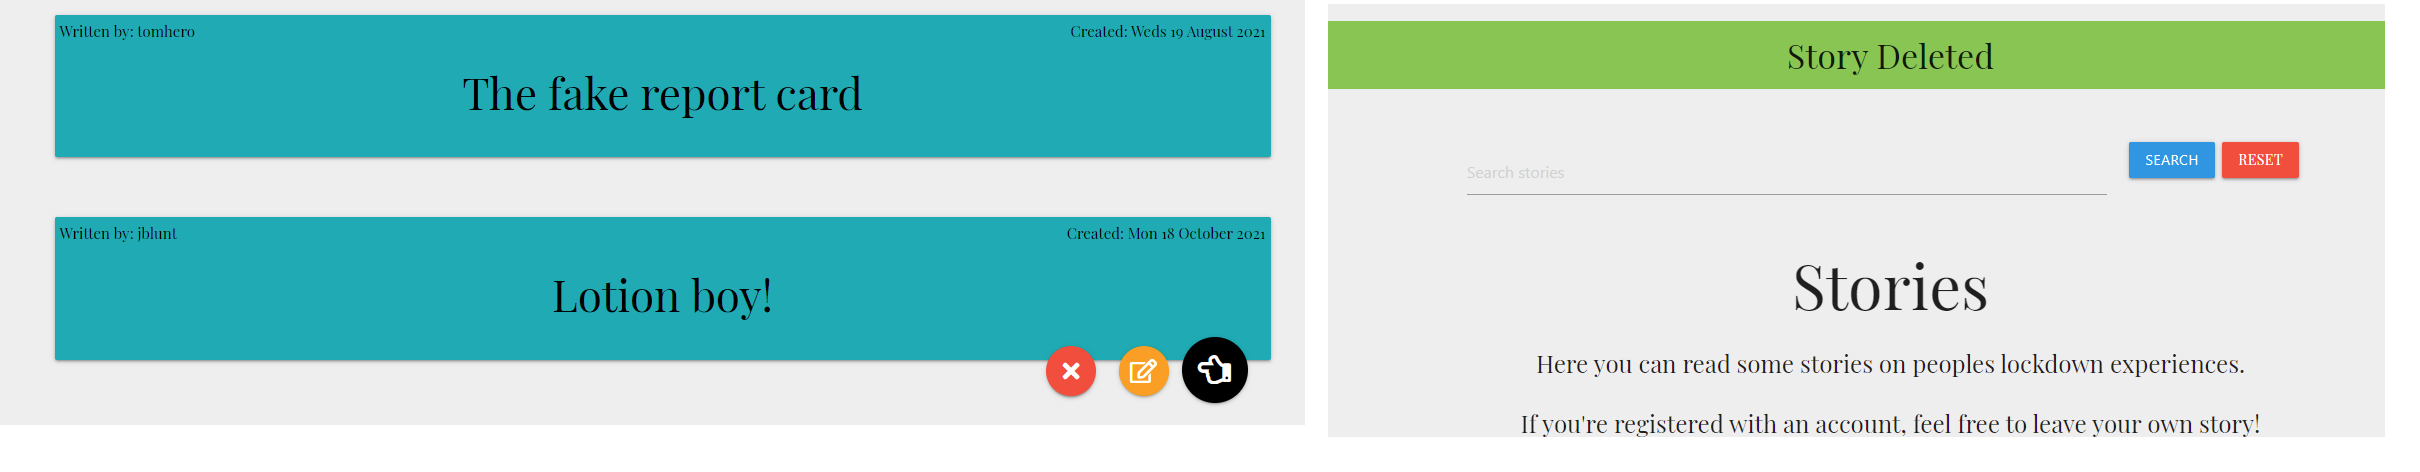 Written by: tomhero
Created: Weds 19 August 2021
The fake report card
Written by: jblunt
Created: Mon 18 October 2021
Lotion boy!
Story Deleted
Search stories
SEARCH
RESET
Stories
Here you can read some stories on peoples lockdown experiences.
If you're registered with an account, feel free to leave your own story!